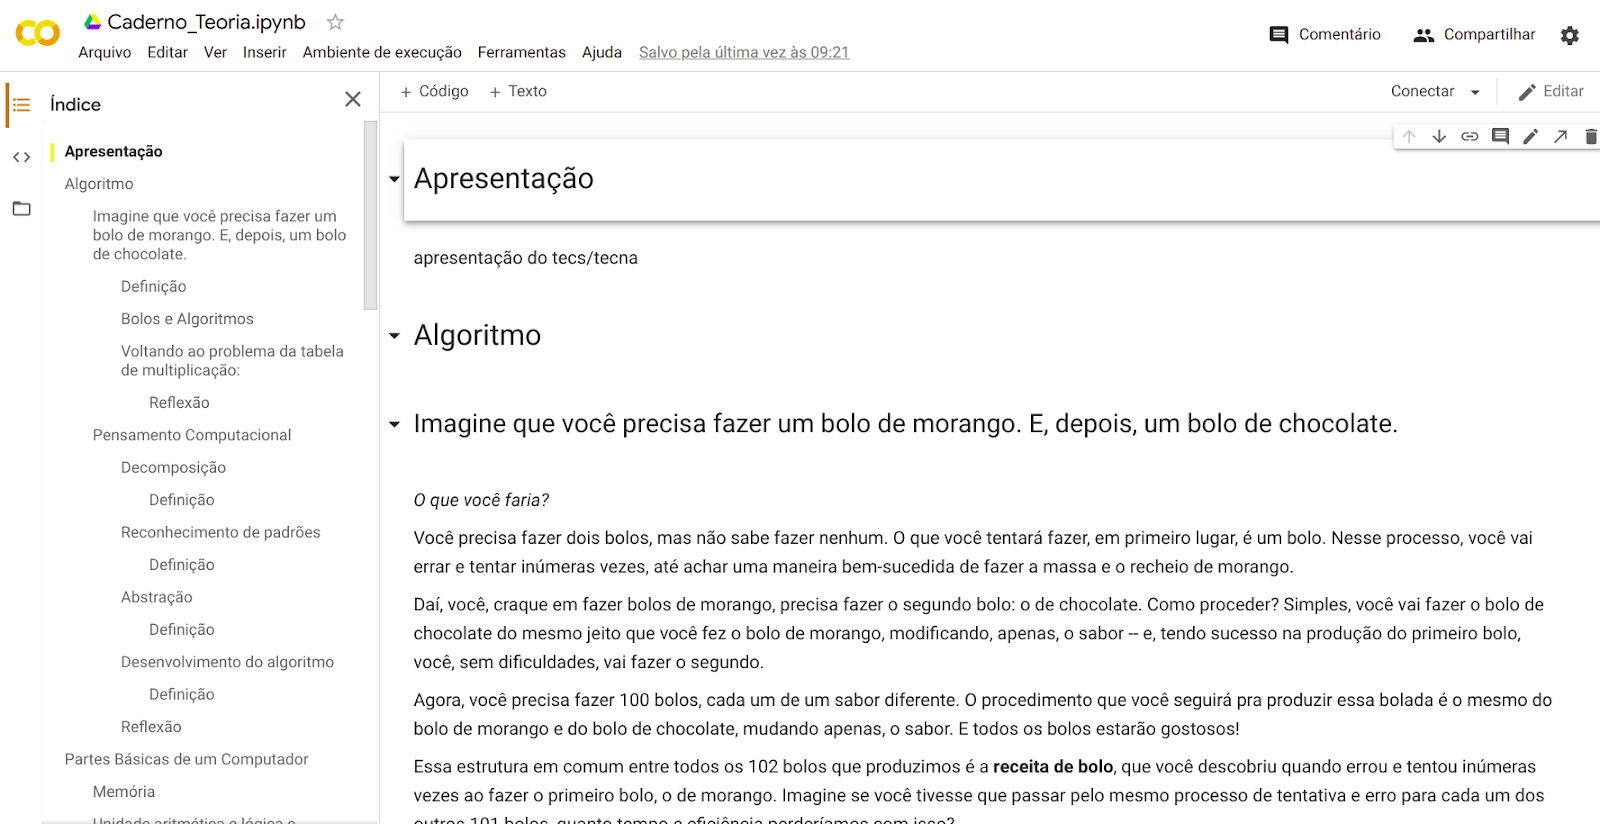 Caderno_Teoria.ipynb
Arquivo Editar Ver Inserir Ambiente de execução Ferramentas Ajuda Salvo pela última vez às 09:21
Comentário Compartilhar
Índice
Apresentação
Algoritmo
Imagine que você precisa fazer um
bolo de morango. E, depois, um bolo
de chocolate.
Definição
Bolos e Algoritmos
Voltando ao problema da tabela
de multiplicação:
Reflexão
Pensamento Computacional
Decomposição
Definição
Reconhecimento de padrões
Definição
Abstração
Definição
Desenvolvimento do algoritmo
Definição
Reflexão
Partes Básicas de um Computador
Memória
Unidade aritmética e lógica e
+ Código + Texto
Conectar Editar
Apresentação
apresentação do tecs/tecna
Algoritmo
Imagine que você precisa fazer um bolo de morango. E, depois, um bolo de chocolate.
O que você faria?
Você precisa fazer dois bolos, mas não sabe fazer nenhum. O que você tentará fazer, em primeiro lugar, é um bolo. Nesse processo, você vai
errar e tentar inúmeras vezes, até achar uma maneira bem-sucedida de fazer a massa e o recheio de morango.
Daí, você, craque em fazer bolos de morango, precisa fazer o segundo bolo: o de chocolate. Como proceder? Simples, você vai fazer o bolo de
chocolate do mesmo jeito que você fez o bolo de morango, modificando, apenas, o sabor -- e, tendo sucesso na produção do primeiro bolo,
você, sem dificuldades, vai fazer o segundo.
Agora, você precisa fazer 100 bolos, cada um de um sabor diferente. O procedimento que você seguirá pra produzir essa bolada é o mesmo do
bolo de morango e do bolo de chocolate, mudando apenas, o sabor. E todos os bolos estarão gostosos!
Essa estrutura em comum entre todos os 102 bolos que produzimos é a receita de bolo, que você descobriu quando errou e tentou inúmeras
vezes ao fazer o primeiro bolo, o de morango. Imagine se você tivesse que passar pelo mesmo processo de tentativa e erro para cada um dos
outros 101 bolos, quanto tempo e eficiência perderíamos com isso?